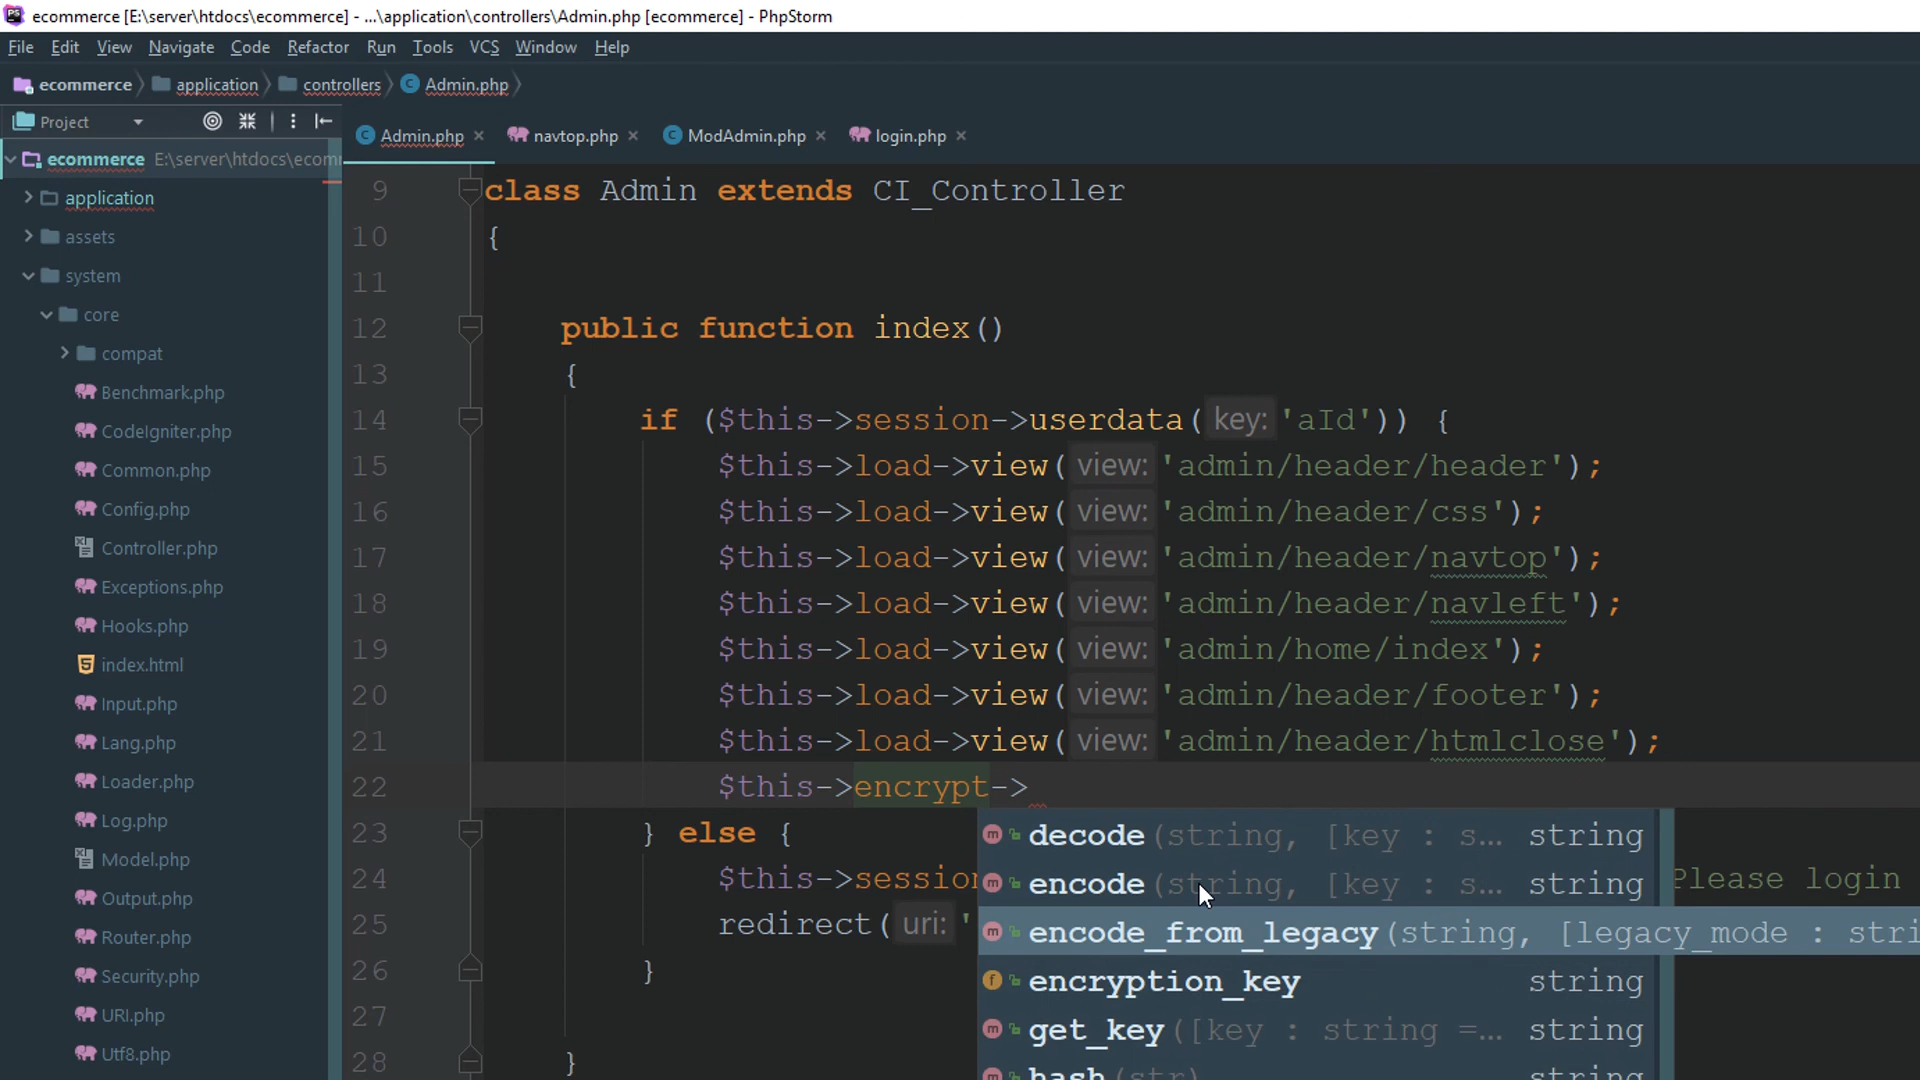 ecommerce [E:\server\htdocs\ecommerce] - ...\application\controllers\Admin.php [ecommerce] - PhpStorm
File Edit View Navigate Code Refactor Run Tools VCS Window Help
ecommerce application controllers Admin.php
Project
Admin.php navtop.php ModAdmin.php login.php
ecommerce E:\server\htdocs\ecom
application
assets
system
core
compat
Benchmark.php
CodeIgniter.php
Common.php
Config.php
Controller.php
Exceptions.php
Hooks.php
index.html
Input.php
Lang.php
Loader.php
Log.php
Model.php
Output.php
Router.php
Security.php
URI.php
Utf8.php
9 class Admin extends CI_Controller
10 {
11
12 public function index()
13 {
14 if ($this->session->userdata( key: 'aId')) {
15 $this->load->view( view: 'admin/header/header');
16 $this->load->view( view: 'admin/header/css');
17 $this->load->view( view: 'admin/header/navtop');
18 $this->load->view( view: 'admin/header/navleft');
19 $this->load->view( view: 'admin/home/index');
20 $this->load->view( view: 'admin/header/footer');
21 $this->load->view( view: 'admin/header/htmlclose');
22 $this->encrypt->
23 } else {
24 $this->session Please login
25 redirect( uri: '
26 }
27
28 }
decode(string, [key : s... string
encode(string, [key : s... string
encode_from_legacy(string, [legacy_mode : stri
encryption_key string
get_key([key : string =... string
hash(str) string